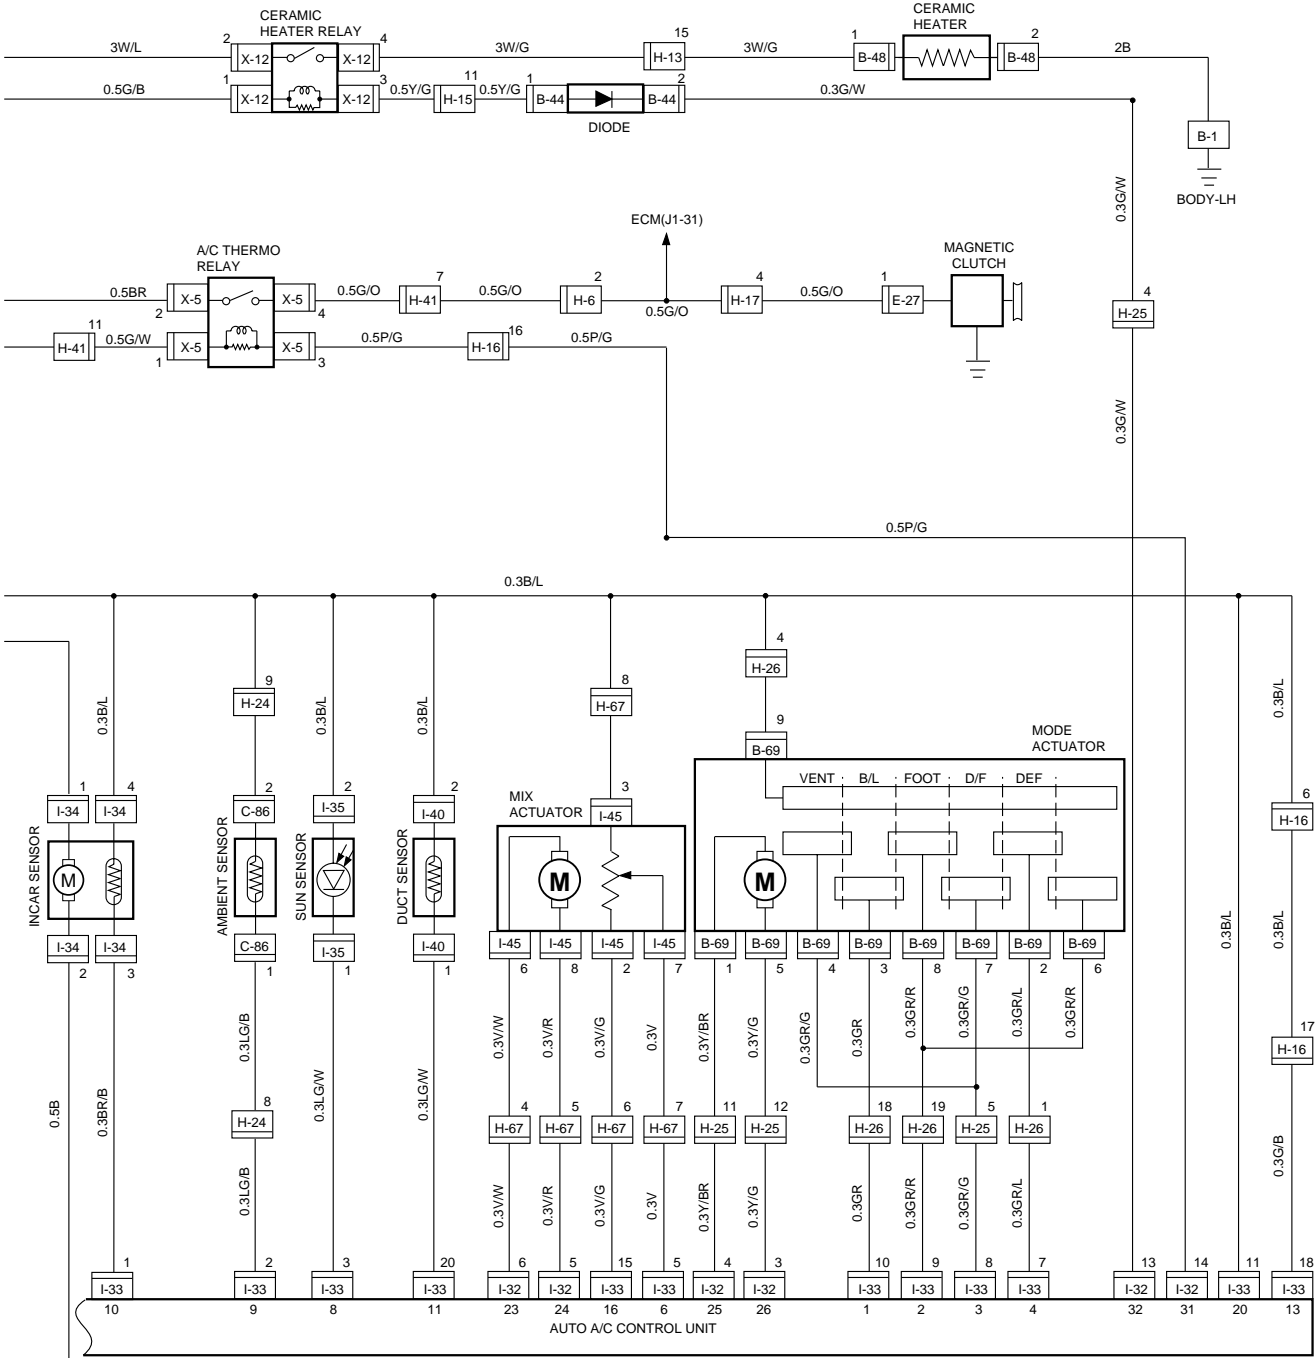 CERAMIC
HEATER RELAY
CERAMIC
HEATER
2 3W/L 4 3W/G 15 3W/G 1 2 2B
X-12 X-12 H-13 B-48 B-48
1 0.5G/B 3 0.5Y/G 11 0.5Y/G 1 2 0.3G/W
X-12 X-12 H-15 B-44 B-44
DIODE
B-1
BODY-LH
0.3G/W
ECM(J1-31)
A/C THERMO
RELAY
MAGNETIC
CLUTCH
0.5BR 0.5G/O 7 0.5G/O 2 4 0.5G/O 1 4
X-5 X-5 H-41 H-6 H-17 E-27 H-25
2 4 0.5G/O
11 0.5G/W 0.5P/G 16 0.5P/G
H-41 X-5 X-5 H-16
1 3
0.3G/W
0.5P/G
0.3B/L
4
H-26
9 8
H-24 H-67
0.3B/L 0.3B/L 0.3B/L 0.3B/L
9
B-69
MODE
ACTUATOR
VENT B/L FOOT D/F DEF
1 4 2 2 2 3 6
I-34 I-34 C-86 I-35 I-40 I-45 H-16
MIX
ACTUATOR
INCAR SENSOR
AMBIENT SENSOR
SUN SENSOR
DUCT SENSOR
M M M
0.3B/L 0.3B/L
I-34 I-34 C-86 I-35 I-40 I-45 I-45 I-45 I-45 B-69 B-69 B-69 B-69 B-69 B-69 B-69 B-69
2 3 1 1 1 6 8 2 7 1 5 4 3 8 7 2 6
0.3LG/B 0.3V/W 0.3V/R 0.3V/G 0.3V 0.3Y/BR 0.3Y/G 0.3GR/G 0.3GR 0.3GR/R 0.3GR/G 0.3GR/L 0.3GR/R
17
H-16
0.5B 0.3BR/B 0.3LG/W 0.3LG/W
8 4 5 6 7 11 12 18 19 5 1
H-24 H-67 H-67 H-67 H-67 H-25 H-25 H-26 H-26 H-25 H-26
0.3LG/B 0.3V/W 0.3V/R 0.3V/G 0.3V 0.3Y/BR 0.3Y/G 0.3GR 0.3GR/R 0.3GR/G 0.3GR/L 0.3G/B
1 2 3 20 6 5 15 5 4 3 10 9 8 7 13 14 11 18
I-33 I-33 I-33 I-33 I-32 I-32 I-33 I-33 I-32 I-32 I-33 I-33 I-33 I-33 I-32 I-32 I-33 I-33
10 9 8 11 23 24 16 6 25 26 1 2 3 4 32 31 20 13
AUTO A/C CONTROL UNIT